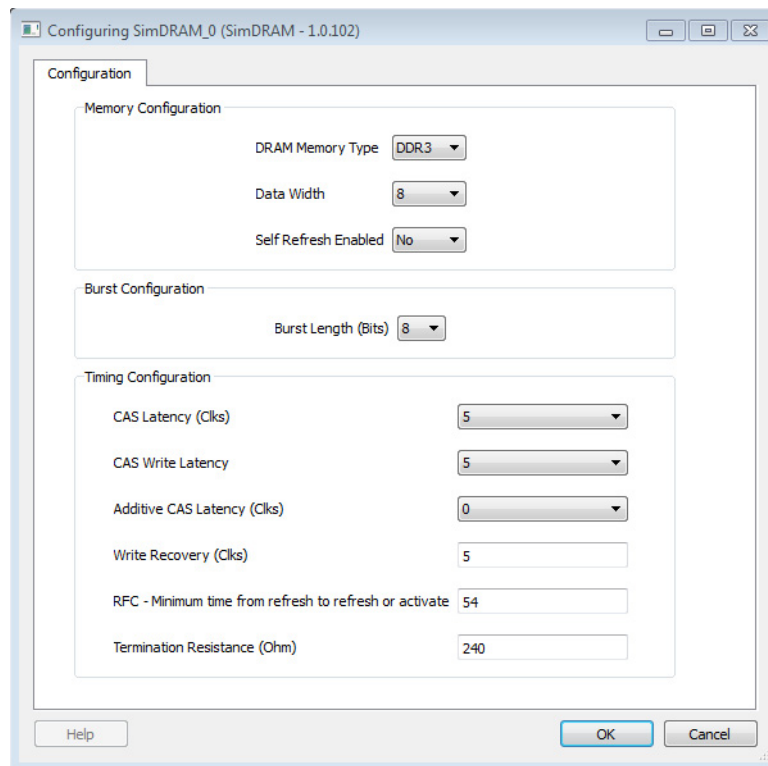 Configuring SimDRAM_0 (SimDRAM - 1.0.102)
Configuration
Memory Configuration
DRAM Memory Type DDR3
Data Width 8
Self Refresh Enabled No
Burst Configuration
Burst Length (Bits) 8
Timing Configuration
CAS Latency (Clks) 5
CAS Write Latency 5
Additive CAS Latency (Clks) 0
Write Recovery (Clks) 5
RFC - Minimum time from refresh to refresh or activate 54
Termination Resistance (Ohm) 240
Help OK Cancel